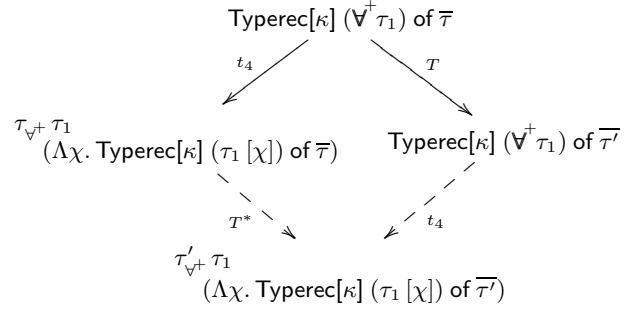 Typerec[κ] (∀⁺ τ₁) of τ̅
t₄ T
τ_∀⁺ τ₁
(Λχ. Typerec[κ] (τ₁ [χ]) of τ̅)
Typerec[κ] (∀⁺ τ₁) of τ̅′
T* t₄
τ′_∀⁺ τ₁
(Λχ. Typerec[κ] (τ₁ [χ]) of τ̅′)